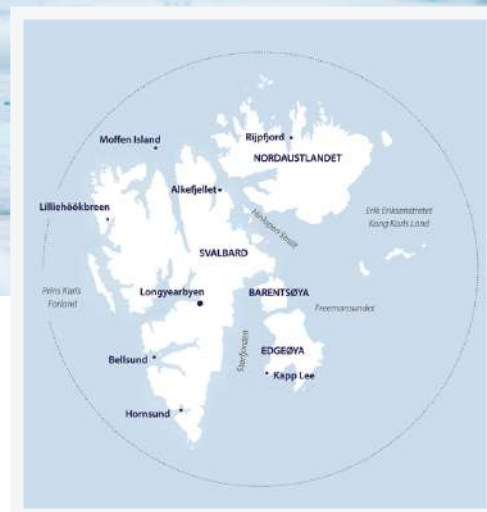 Moffen Island
Rijpfjord
NORDAUSTLANDET
Alkefjellet
Lilliehöökbreen
Hinlopen Strait
Erik Eriksenstretet
Kong Karls Land
SVALBARD
Prins Karls
Forland
Longyearbyen
BARENTSØYA
Freemansundet
Storfjorden
EDGEØYA
Bellsund
Kapp Lee
Hornsund